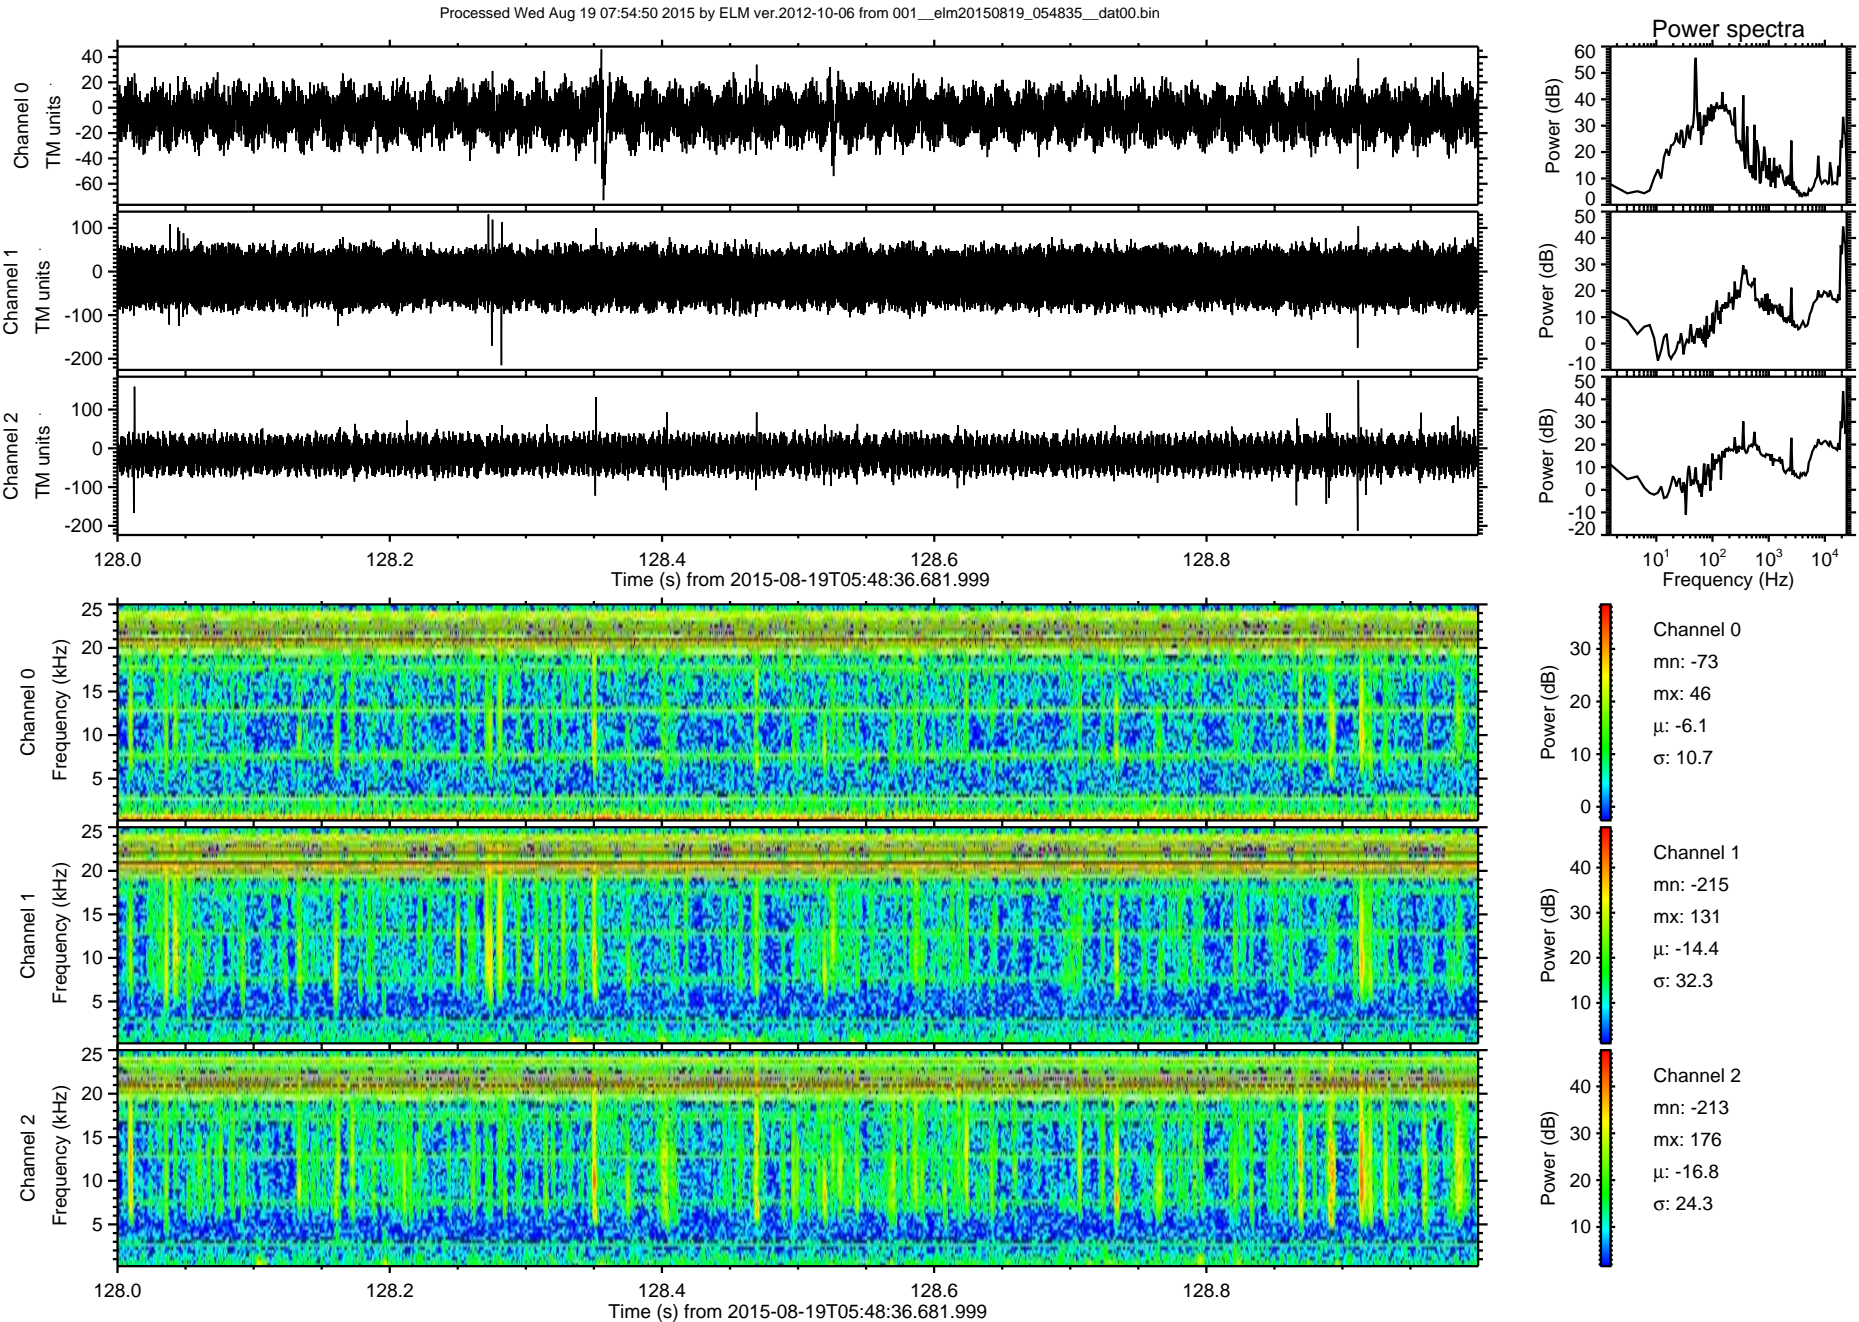 Processed Wed Aug 19 07:54:50 2015 by ELM ver.2012-10-06 from 001__elm20150819_054835__dat00.bin
Power spectra
Channel 0
TM units
40
20
0
-20
-40
-60
Power (dB)
60
50
40
30
20
10
0
Channel 1
TM units
100
0
-100
-200
Power (dB)
50
40
30
20
10
0
-10
Channel 2
TM units
100
0
-100
-200
Power (dB)
50
40
30
20
10
0
-10
-20
128.0 128.2 128.4 128.6 128.8
Time (s) from 2015-08-19T05:48:36.681.999
10¹ 10² 10³ 10⁴
Frequency (Hz)
Channel 0
Frequency (kHz)
25
20
15
10
5
Power (dB)
30
20
10
0
Channel 0
mn: -73
mx: 46
μ: -6.1
σ: 10.7
Channel 1
Frequency (kHz)
25
20
15
10
5
Power (dB)
40
30
20
10
Channel 1
mn: -215
mx: 131
μ: -14.4
σ: 32.3
Channel 2
Frequency (kHz)
25
20
15
10
5
Power (dB)
40
30
20
10
Channel 2
mn: -213
mx: 176
μ: -16.8
σ: 24.3
128.0 128.2 128.4 128.6 128.8
Time (s) from 2015-08-19T05:48:36.681.999